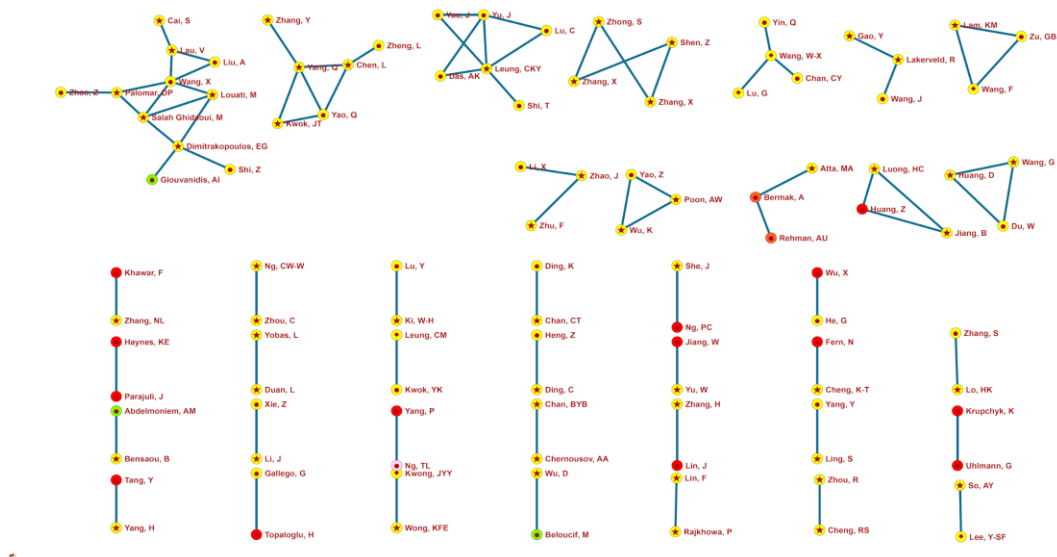 Cai, S
Lau, V
Liu, A
Wang, X
Zhao, Z
Palomar, DP
Louati, M
Salah Ghidaoui, M
Dimitrakopoulos, EG
Giouvanidis, AI
Shi, Z
Zhang, Y
Zheng, L
Yang, Q
Chen, L
Kwok, JT
Yao, Q
Yao, J
Yu, J
Lu, C
Das, AK
Leung, CKY
Shi, T
Zhong, S
Shen, Z
Zhang, X
Zhang, X
Yin, Q
Wang, W-X
Chan, CY
Lu, G
Gao, Y
Lakerveld, R
Wang, J
Lam, KM
Zu, GB
Wang, F
Li, X
Zhao, J
Zhu, F
Yao, Z
Poon, AW
Wu, K
Atta, MA
Bermak, A
Rehman, AU
Luong, HC
Huang, Z
Jiang, B
Wang, G
Huang, D
Du, W
Khawar, F
Zhang, NL
Haynes, KE
Parajuli, J
Abdelmoniem, AM
Bensaou, B
Tang, Y
Yang, H
Ng, CW-W
Zhou, C
Yobas, L
Duan, L
Xie, Z
Li, J
Gallego, G
Topaloglu, H
Lu, Y
Ki, W-H
Leung, CM
Kwok, YK
Yang, P
Ng, TL
Kwong, JYY
Wong, KFE
Ding, K
Chan, CT
Heng, Z
Ding, C
Chan, BYB
Chernousov, AA
Wu, D
Beloucif, M
She, J
Ng, PC
Jiang, W
Yu, W
Zhang, H
Lin, J
Lin, F
Rajkhowa, P
Wu, X
He, G
Fern, N
Cheng, K-T
Yang, Y
Ling, S
Zhou, R
Cheng, RS
Zhang, S
Lo, HK
Krupchyk, K
Uhlmann, G
So, AY
Lee, Y-SF